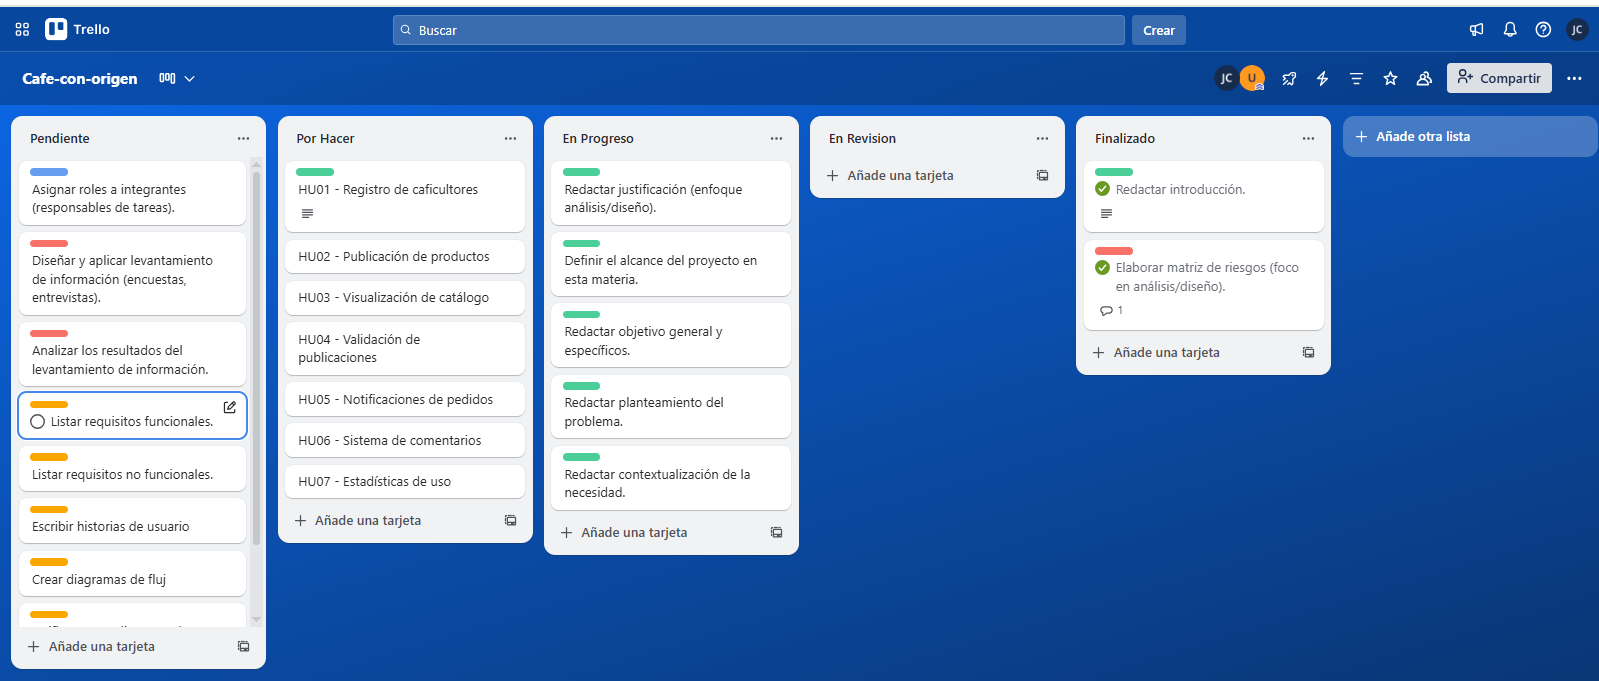 Trello
Buscar
Crear
JC
Cafe-con-origen
JC
U
Compartir
Pendiente
Asignar roles a integrantes
(responsables de tareas).
Diseñar y aplicar levantamiento
de información (encuestas,
entrevistas).
Analizar los resultados del
levantamiento de información.
Listar requisitos funcionales.
Listar requisitos no funcionales.
Escribir historias de usuario
Crear diagramas de fluj
Añade una tarjeta
Por Hacer
HU01 - Registro de caficultores
HU02 - Publicación de productos
HU03 - Visualización de catálogo
HU04 - Validación de
publicaciones
HU05 - Notificaciones de pedidos
HU06 - Sistema de comentarios
HU07 - Estadísticas de uso
Añade una tarjeta
En Progreso
Redactar justificación (enfoque
análisis/diseño).
Definir el alcance del proyecto en
esta materia.
Redactar objetivo general y
específicos.
Redactar planteamiento del
problema.
Redactar contextualización de la
necesidad.
Añade una tarjeta
En Revision
Añade una tarjeta
Finalizado
Redactar introducción.
Elaborar matriz de riesgos (foco
en análisis/diseño).
1
Añade una tarjeta
Añade otra lista